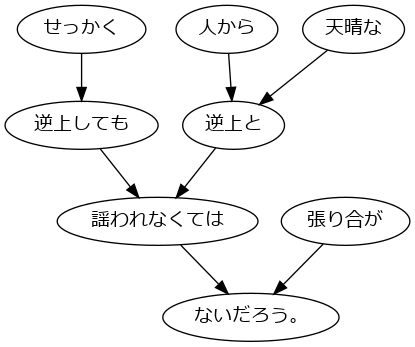 せっかく
人から
天晴な
逆上しても
逆上と
謡われなくては
張り合が
ないだろう。